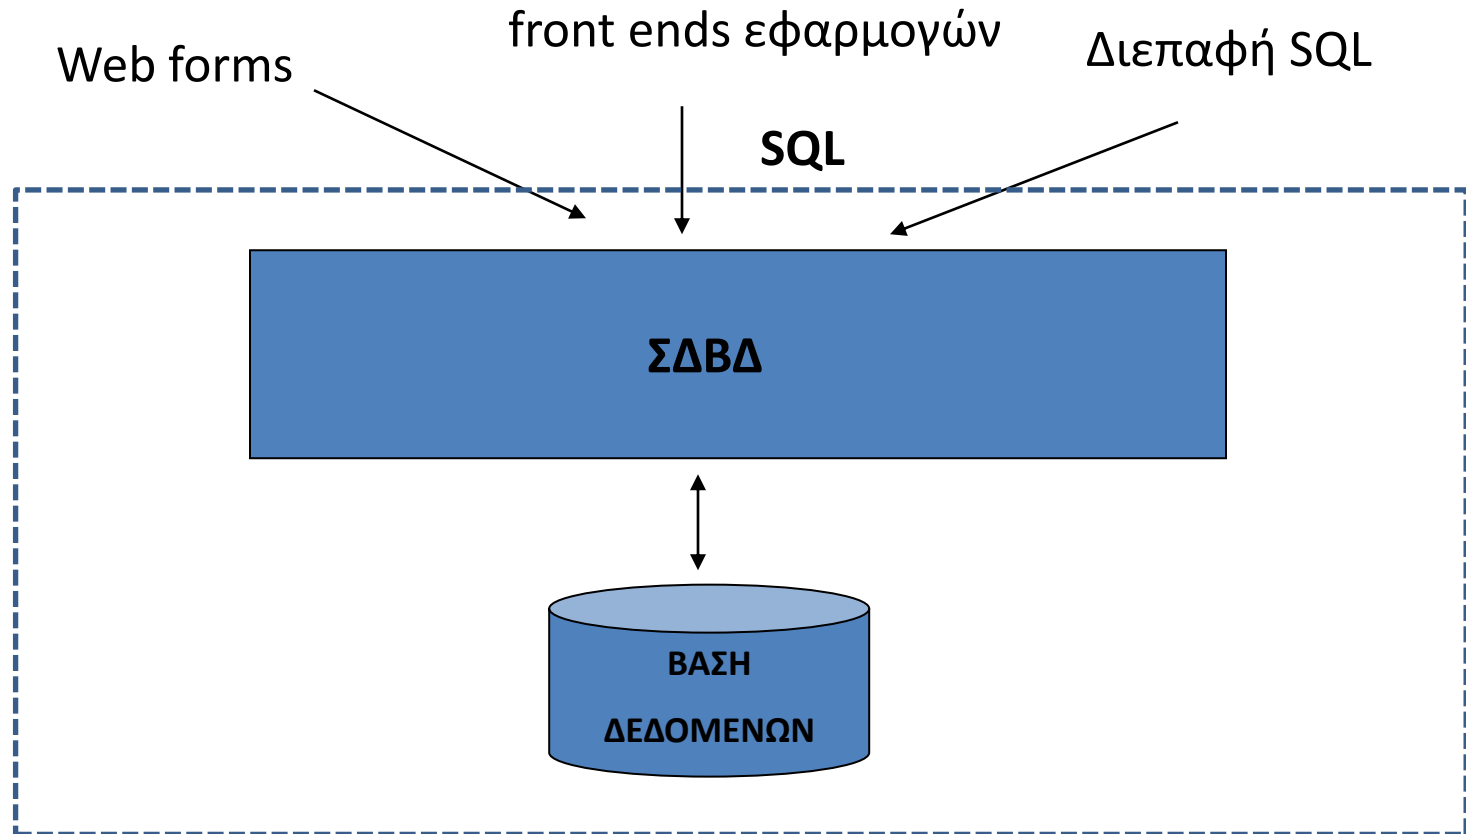 Web forms
front ends εφαρμογών
Διεπαφή SQL
SQL
ΣΔΒΔ
ΒΑΣΗ
ΔΕΔΟΜΕΝΩΝ